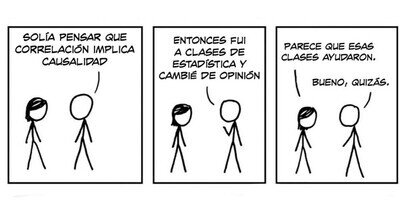 SOLÍA PENSAR QUE
CORRELACIÓN IMPLICA
CAUSALIDAD
ENTONCES FUI
A CLASES DE
ESTADÍSTICA Y
CAMBIÉ DE OPINIÓN
PARECE QUE ESAS
CLASES AYUDARON.
BUENO, QUIZÁS.